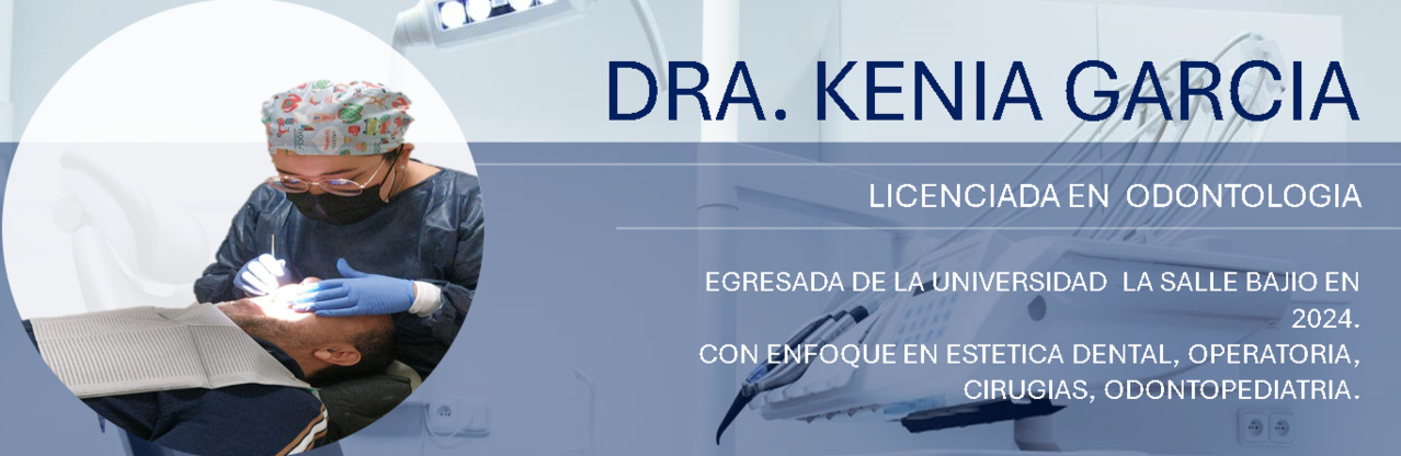 DRA. KENIA GARCIA
LICENCIADA EN ODONTOLOGIA
EGRESADA DE LA UNIVERSIDAD LA SALLE BAJIO EN
2024.
CON ENFOQUE EN ESTETICA DENTAL, OPERATORIA,
CIRUGIAS, ODONTOPEDIATRIA.